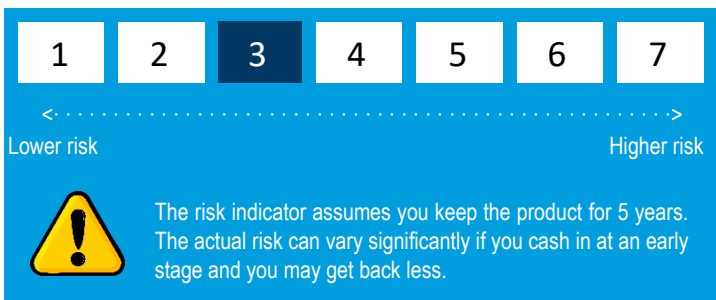 1 2 3 4 5 6 7
Lower risk Higher risk
The risk indicator assumes you keep the product for 5 years.
The actual risk can vary significantly if you cash in at an early
stage and you may get back less.